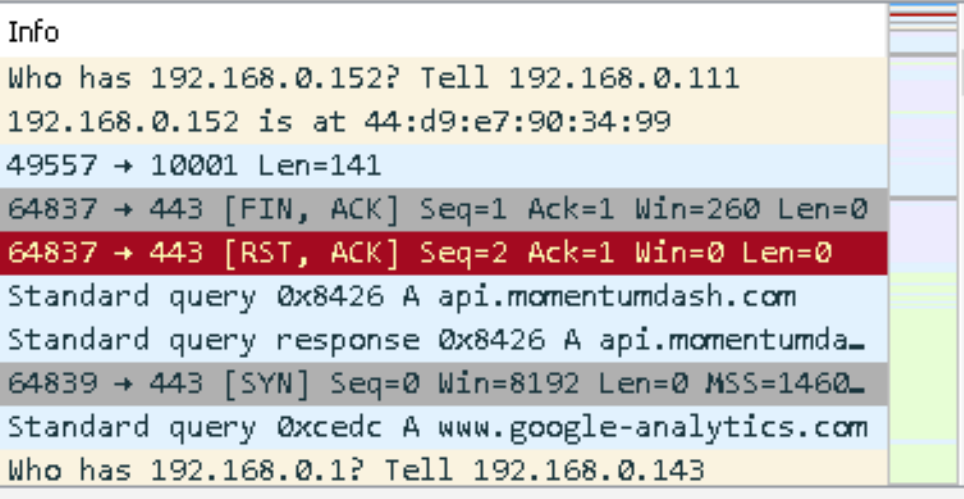 Info
Who has 192.168.0.152? Tell 192.168.0.111
192.168.0.152 is at 44:d9:e7:90:34:99
49557 → 10001 Len=141
64837 → 443 [FIN, ACK] Seq=1 Ack=1 Win=260 Len=0
64837 → 443 [RST, ACK] Seq=2 Ack=1 Win=0 Len=0
Standard query 0x8426 A api.momentumdash.com
Standard query response 0x8426 A api.momentumda…
64839 → 443 [SYN] Seq=0 Win=8192 Len=0 MSS=1460…
Standard query 0xcedc A www.google-analytics.com
Who has 192.168.0.1? Tell 192.168.0.143